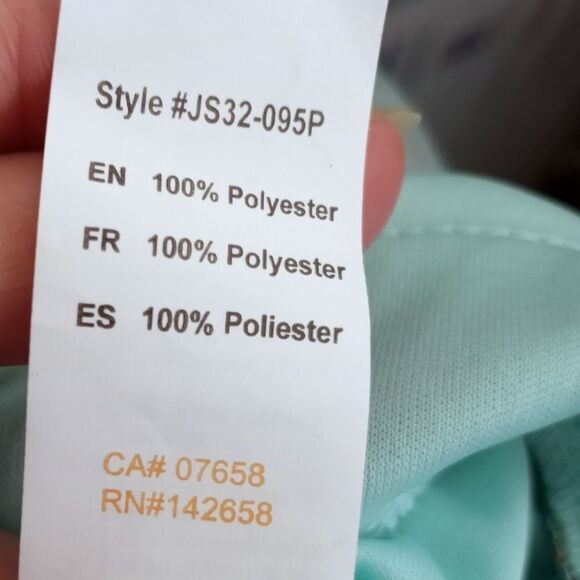 Style #JS32-095P
EN 100% Polyester
FR 100% Polyester
ES 100% Poliester
CA# 07658
RN#142658